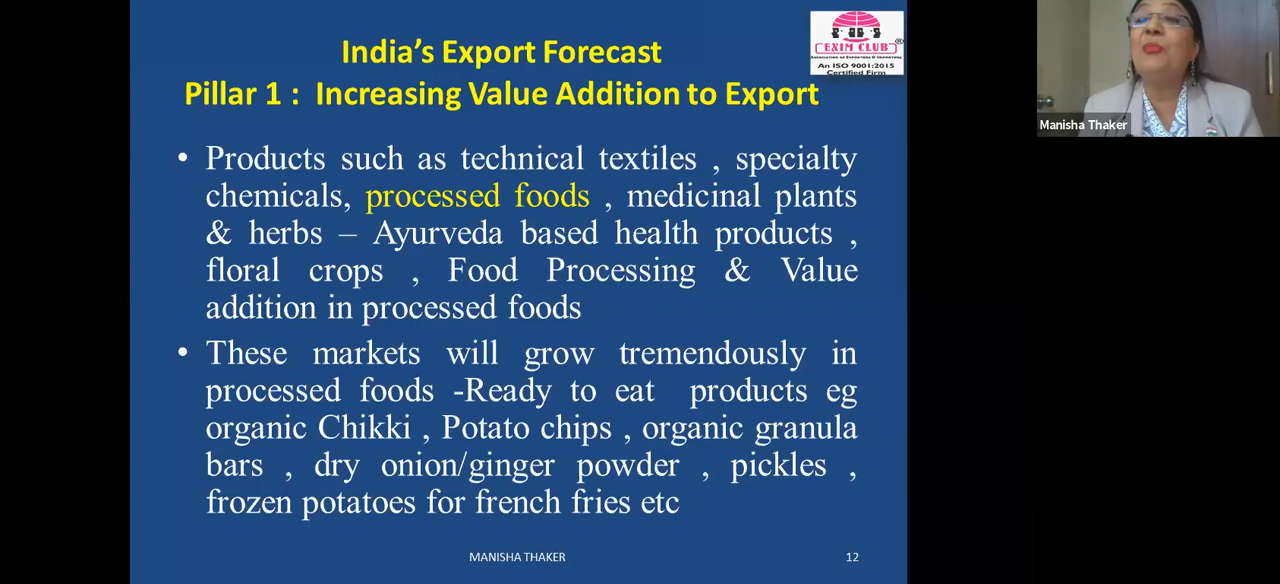 India's Export Forecast
Pillar 1 : Increasing Value Addition to Export
EXIM CLUB ®
ASSOCIATION OF EXPORTERS & IMPORTERS
An ISO 9001:2015
Certified Firm
Manisha Thaker
• Products such as technical textiles , specialty
chemicals, processed foods , medicinal plants
& herbs – Ayurveda based health products ,
floral crops , Food Processing & Value
addition in processed foods
• These markets will grow tremendously in
processed foods -Ready to eat products eg
organic Chikki , Potato chips , organic granula
bars , dry onion/ginger powder , pickles ,
frozen potatoes for french fries etc
MANISHA THAKER
12